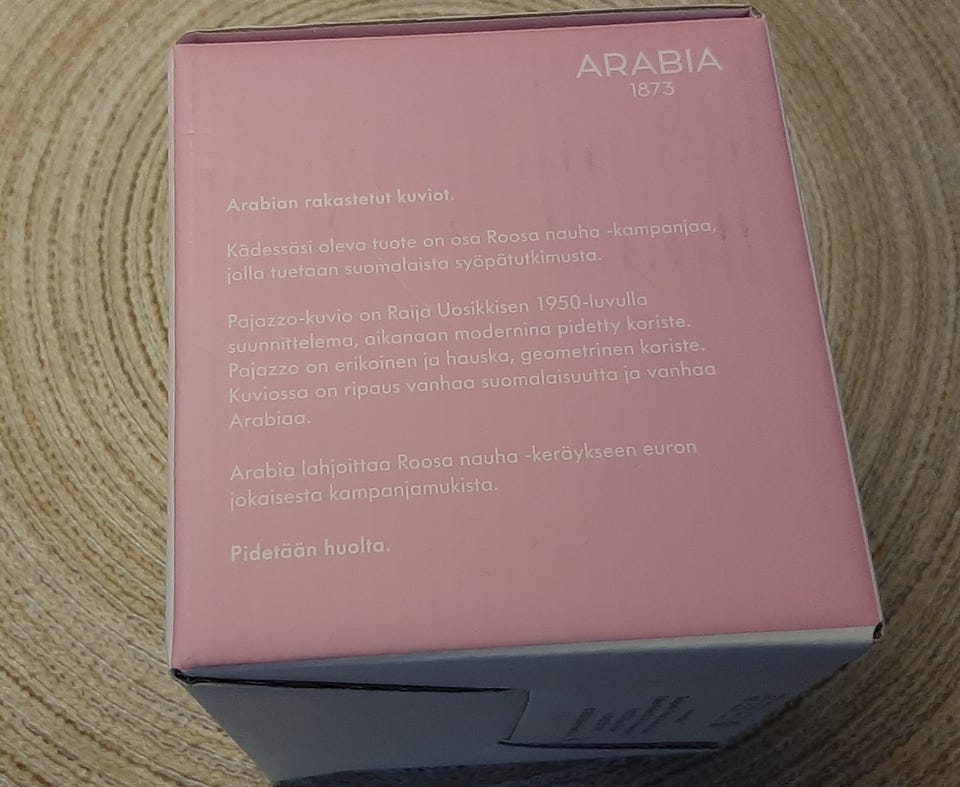 ARABIA
1873
Arabian rakastetut kuviot.
Kädessäsi oleva tuote on osa Roosa nauha -kampanjaa,
jolla tuetaan suomalaista syöpätutkimusta.
Pajazzo-kuvio on Raija Uosikkisen 1950-luvulla
suunnittelema, aikanaan modernina pidetty koriste.
Pajazzo on erikoinen ja hauska, geometrinen koriste.
Kuviossa on ripaus vanhaa suomalaisuutta ja vanhaa
Arabiaa.
Arabia lahjoittaa Roosa nauha -keräykseen euron
jokaisesta kampanjamukista.
Pidetään huolta.